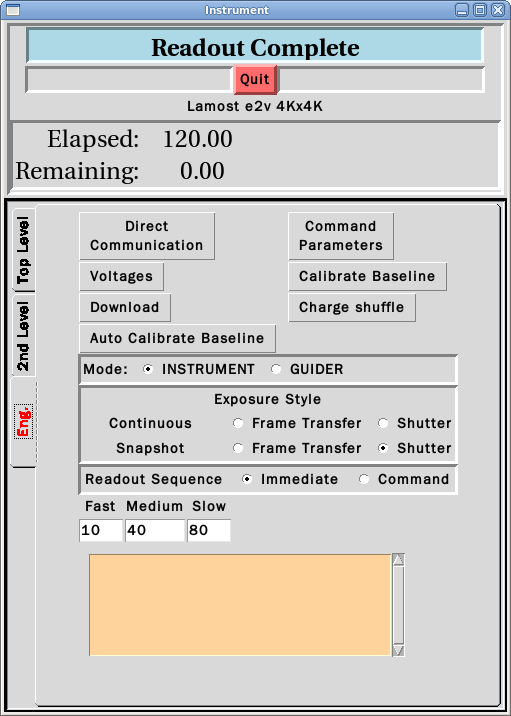 Instrument
Readout Complete
Quit
Lamost e2v 4Kx4K
Elapsed: 120.00
Remaining: 0.00
Top Level
2nd Level
Eng.
Direct Communication
Command Parameters
Voltages
Calibrate Baseline
Download
Charge shuffle
Auto Calibrate Baseline
Mode: INSTRUMENT GUIDER
Exposure Style
Continuous Frame Transfer Shutter
Snapshot Frame Transfer Shutter
Readout Sequence Immediate Command
Fast Medium Slow
10 40 80